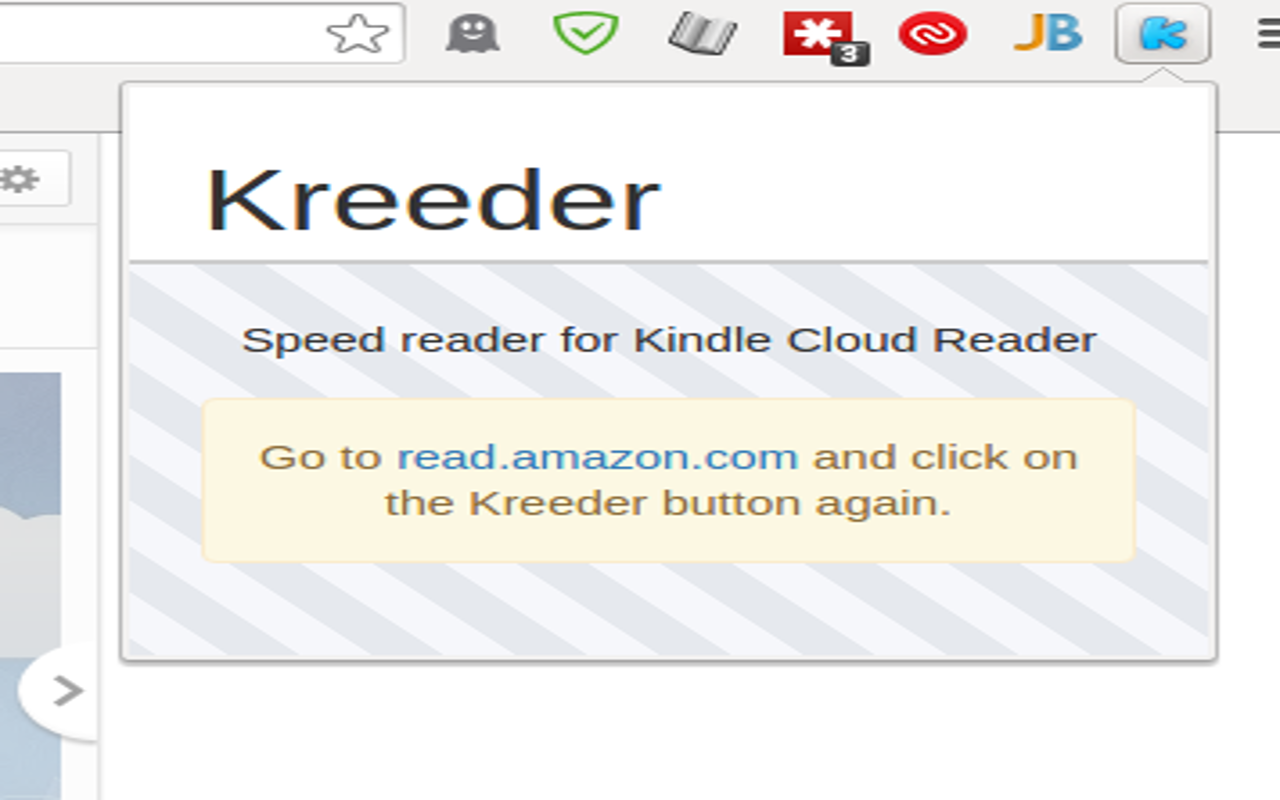 3
JB
Kreeder
Speed reader for Kindle Cloud Reader
Go to read.amazon.com and click on
the Kreeder button again.